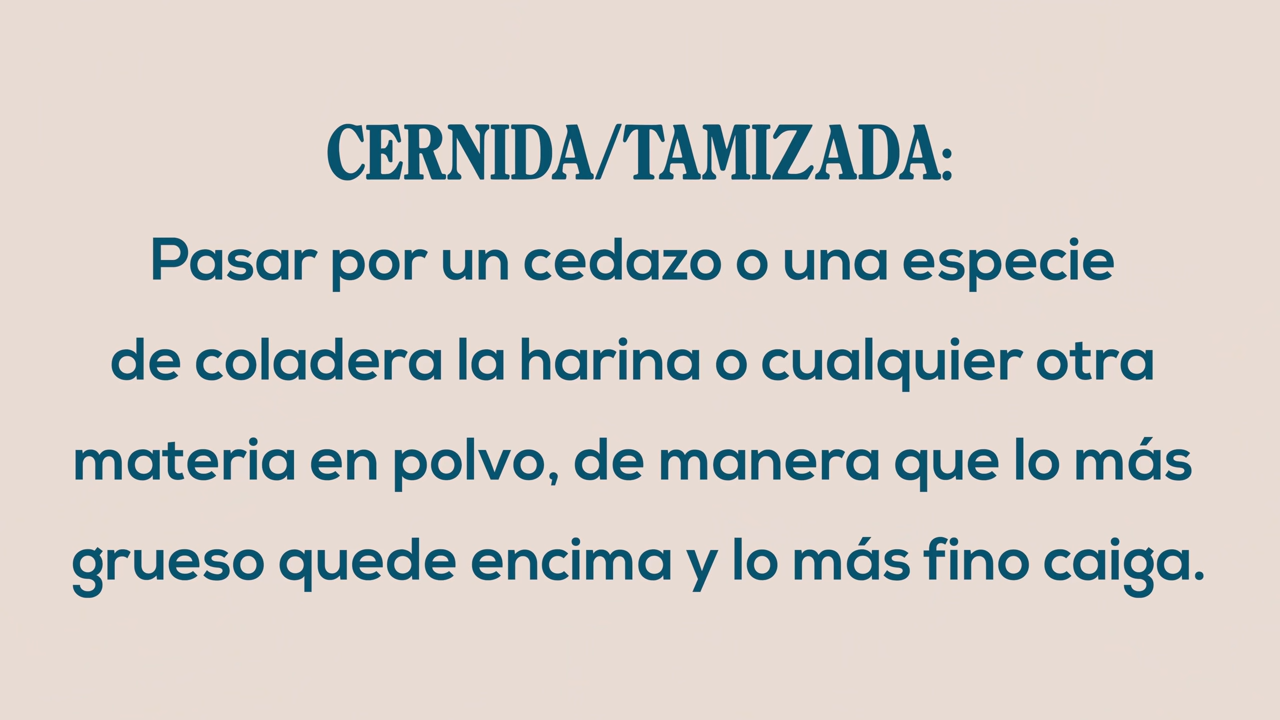 CERNIDA/TAMIZADA:
Pasar por un cedazo o una especie
de coladera la harina o cualquier otra
materia en polvo, de manera que lo más
grueso quede encima y lo más fino caiga.